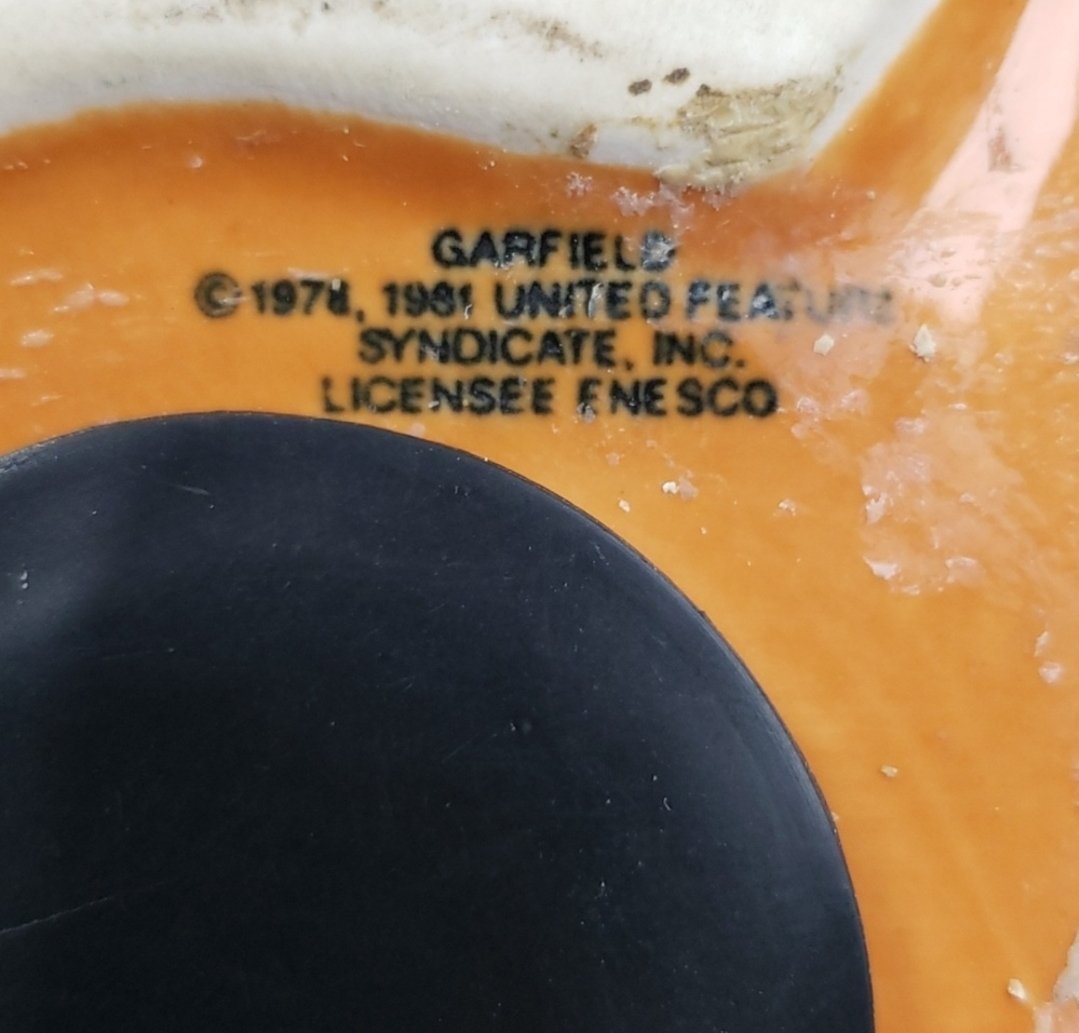 GARFIELD
©1978, 1981 UNITED FEATURE
SYNDICATE, INC.
LICENSEE ENESCO